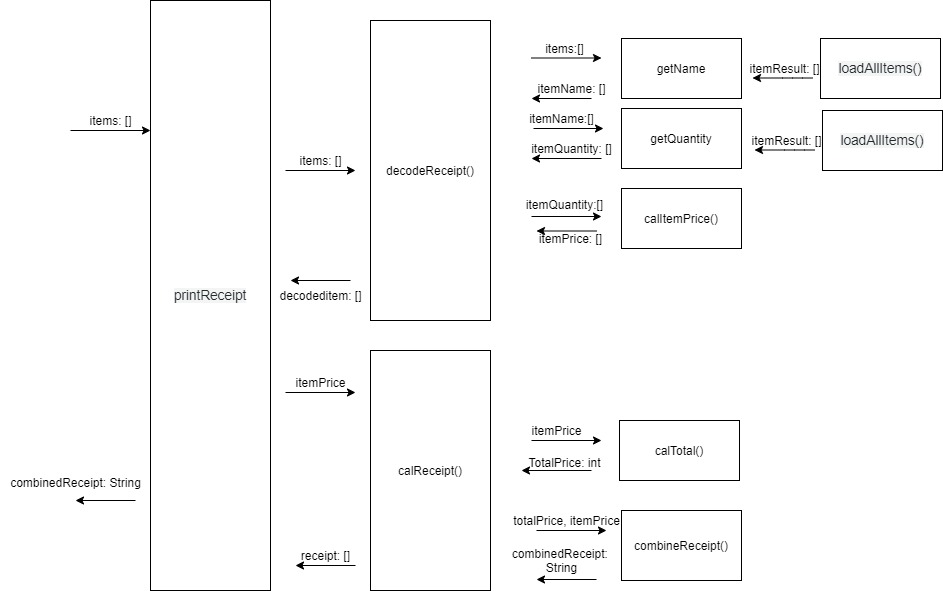 items: []
printReceipt
combinedReceipt: String
items: []
decodeReceipt()
decodeditem: []
items:[]
getName
itemResult: []
loadAllItems()
itemName: []
itemName:[]
getQuantity
itemResult: []
loadAllItems()
itemQuantity: []
itemQuantity:[]
calItemPrice()
itemPrice: []
itemPrice
calReceipt()
receipt: []
itemPrice
calTotal()
TotalPrice: int
totalPrice, itemPrice
combineReceipt()
combinedReceipt:
String